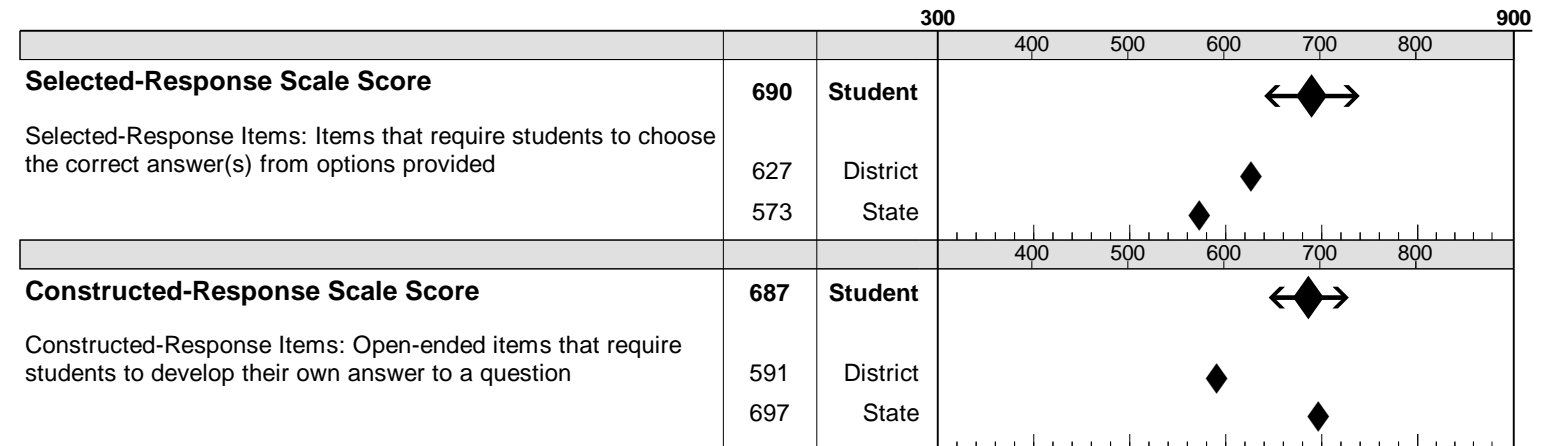 300 900
400 500 600 700 800
Selected-Response Scale Score 690 Student
Selected-Response Items: Items that require students to choose
the correct answer(s) from options provided 627 District
573 State
400 500 600 700 800
Constructed-Response Scale Score 687 Student
Constructed-Response Items: Open-ended items that require
students to develop their own answer to a question 591 District
697 State